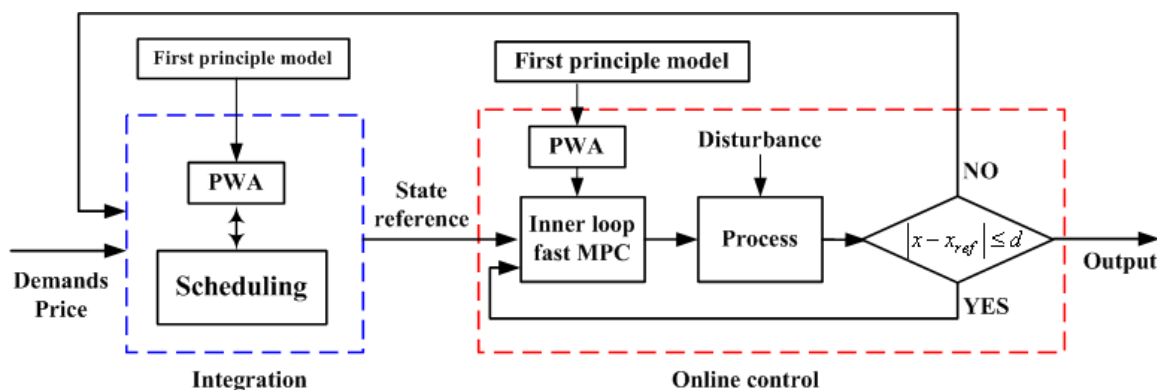 First principle model
PWA
Scheduling
Demands
Price
Integration
State
reference
First principle model
PWA
Disturbance
Inner loop
fast MPC
Process
|x − x_ref| ≤ d
NO
YES
Output
Online control